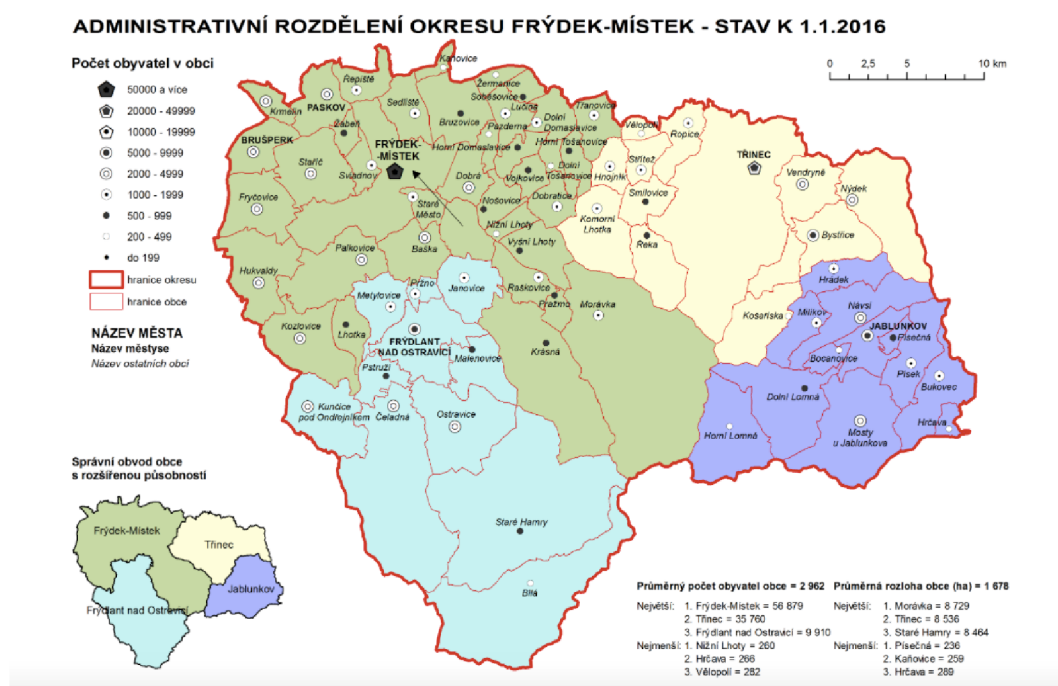 ADMINISTRATIVNÍ ROZDĚLENÍ OKRESU FRÝDEK-MÍSTEK - STAV K 1.1.2016
Počet obyvatel v obci
50000 a více
20000 - 49999
10000 - 19999
5000 - 9999
2000 - 4999
1000 - 1999
500 - 999
200 - 499
do 199
hranice okresu
hranice obce
NÁZEV MĚSTA
Název městyse
Název ostatních obcí
0 2,5 5 10 km
Kaňovice
Řepiště
Žermanice
Soběšovice
Krmelín
PASKOV
Sedliště
Lučina
Třanovice
Žabeň
Bruzovice
Pazderna
Dolní
Domaslavice
Vělopolí
Ropice
BRUŠPERK
FRÝDEK
-MÍSTEK
Horní Domaslavice
Horní Tošanovice
Staříč
Sviadnov
Dobrá
Vojkovice
Dolní
Tošanovice
Hnojník
Střítež
TŘINEC
Vendryně
Nýdek
Fryčovice
Staré
Město
Nošovice
Dobratice
Smilovice
Komorní
Lhotka
Nižní Lhoty
Baška
Vyšní Lhoty
Řeka
Bystřice
Palkovice
Hukvaldy
Pržno
Janovice
Raškovice
Hrádek
Metylovice
Pražmo
Morávka
Kozlovice
Lhotka
Košařiska
Milíkov
Návsí
JABLUNKOV
Písečná
FRÝDLANT
NAD OSTRAVICÍ
Malenovice
Krásná
Bocanovice
Pstruží
Písek
Bukovec
Dolní Lomná
Kunčice
pod Ondřejníkem
Čeladná
Ostravice
Horní Lomná
Mosty
u Jablunkova
Hrčava
Staré Hamry
Bílá
Správní obvod obce
s rozšířenou působností
Frýdek-Místek
Třinec
Jablunkov
Frýdlant nad Ostravicí
Průměrný počet obyvatel obce = 2 962 Průměrná rozloha obce (ha) = 1 678
Největší: 1. Frýdek-Místek = 56 879 Největší: 1. Morávka = 8 729
2. Třinec = 35 760 2. Třinec = 8 536
3. Frýdlant nad Ostravicí = 9 910 3. Staré Hamry = 8 464
Nejmenší: 1. Nižní Lhoty = 260 Nejmenší: 1. Písečná = 236
2. Hrčava = 266 2. Kaňovice = 259
3. Vělopolí = 282 3. Hrčava = 289